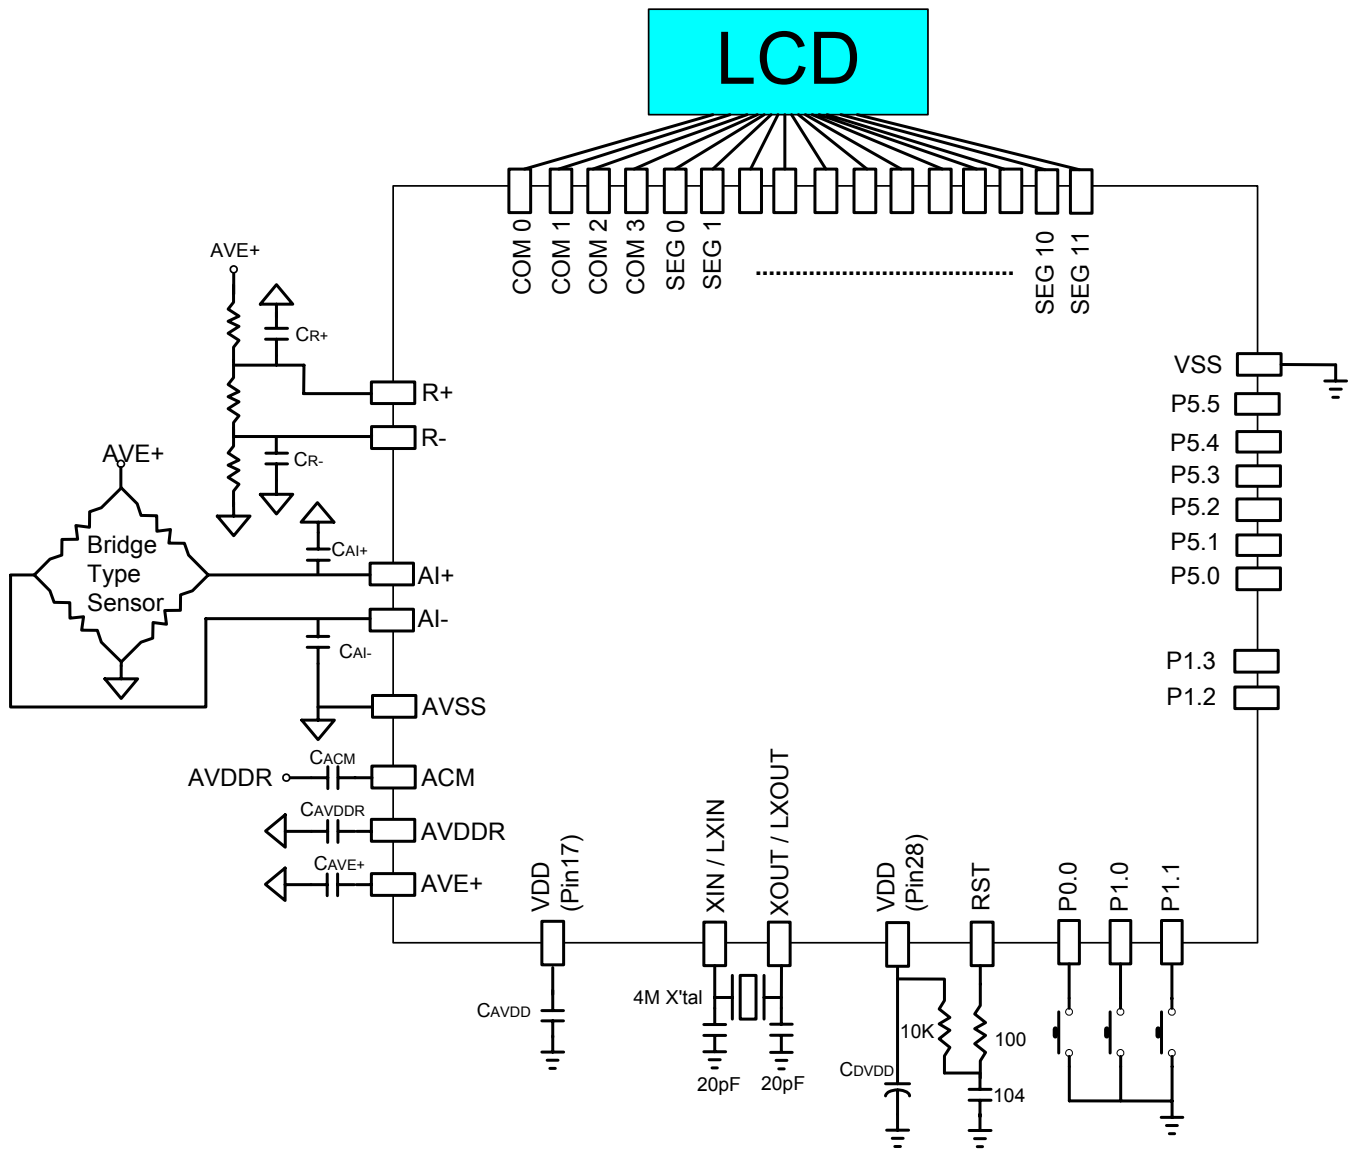 LCD
COM 0
COM 1
COM 2
COM 3
SEG 0
SEG 1
SEG 10
SEG 11
AVE+
CR+
R+
R-
CR-
AVE+
Bridge
Type
Sensor
CAI+
AI+
AI-
CAI-
AVSS
AVDDR
CACM
ACM
CAVDDR
AVDDR
CAVE+
AVE+
VSS
P5.5
P5.4
P5.3
P5.2
P5.1
P5.0
P1.3
P1.2
VDD
(Pin17)
XIN / LXIN
XOUT / LXOUT
VDD
(Pin28)
RST
P0.0
P1.0
P1.1
CAVDD
4M X'tal
20pF
20pF
10K
100
CDVDD
104